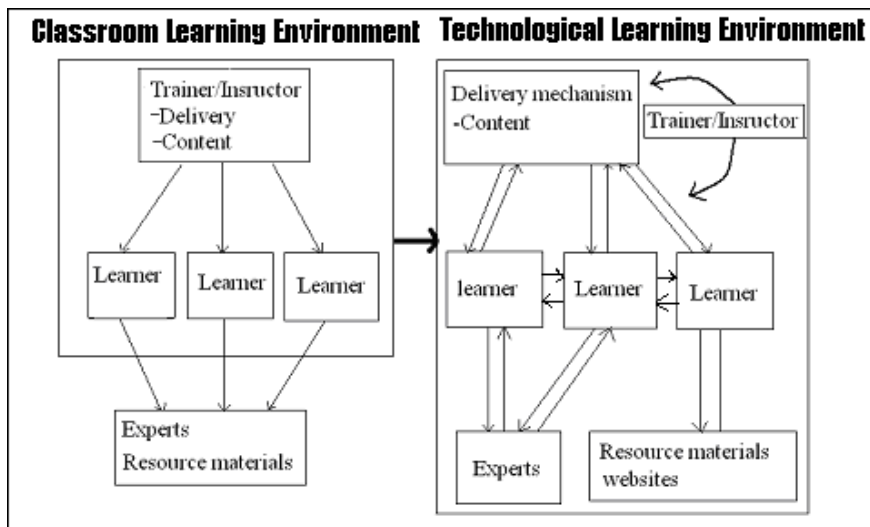 Classroom Learning Environment
Trainer/Insructor
-Delivery
-Content
Learner
Learner
Learner
Experts
Resource materials
Technological Learning Environment
Delivery mechanism
-Content
Trainer/Insructor
learner
Learner
Learner
Experts
Resource materials
websites